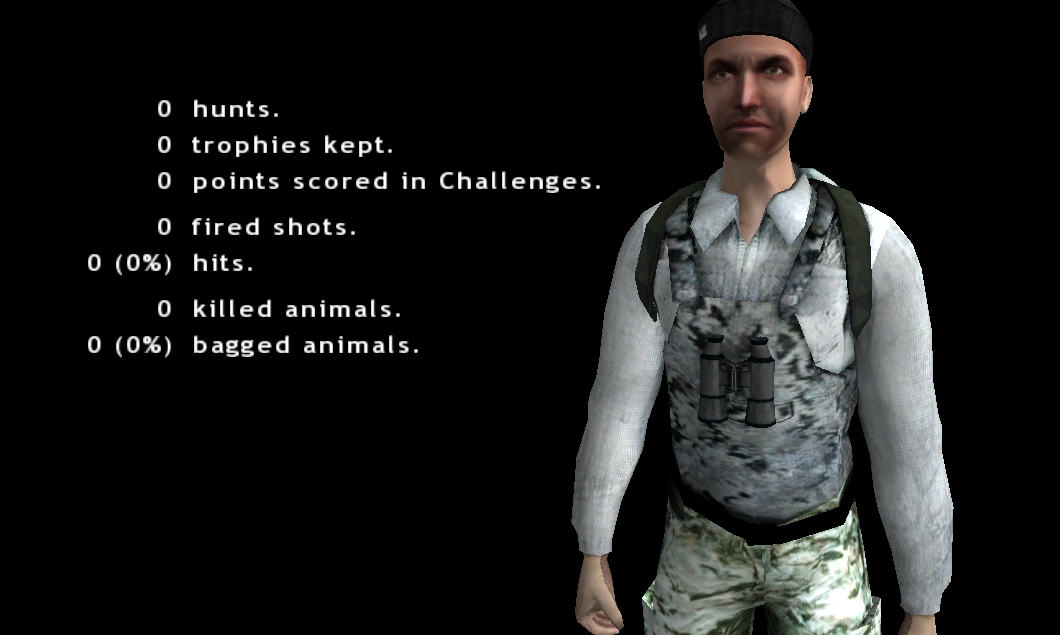 0 hunts.
0 trophies kept.
0 points scored in Challenges.
0 fired shots.
0 (0%) hits.
0 killed animals.
0 (0%) bagged animals.